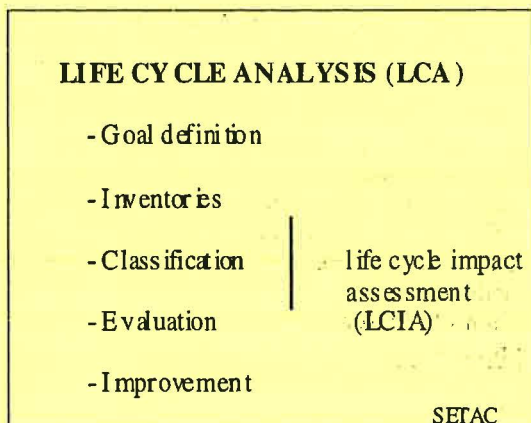 LIFE CYCLE ANALYSIS (LCA)
- Goal definition
- Inventories
- Classification
- Evaluation
- Improvement
life cycle impact
assessment
(LCIA)
SETAC